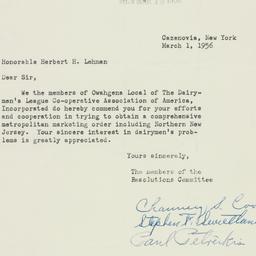 Cazenovia, New York
March 1, 1956
Honorable Herbert H. Lehman
Dear Sir,
We the members of Owahgena Local of The Dairy-
men's League Co-operative Association of America,
Incorporated do hereby commend you for your efforts
and cooperation in trying to obtain a comprehensive
metropolitan marketing order including Northern New
Jersey. Your sincere interest in dairymen's prob-
lems is greatly appreciated.
Yours sincerely,
The members of the
Resolutions Committee
Chauncey S.
Stephen F.
Paul